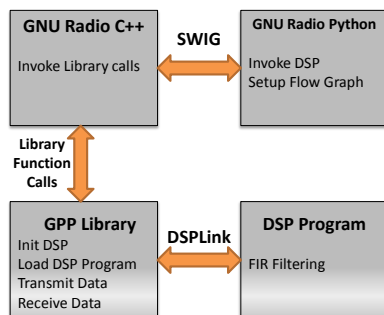 GNU Radio C++
Invoke Library calls
SWIG
GNU Radio Python
Invoke DSP
Setup Flow Graph
Library
Function
Calls
GPP Library
Init DSP
Load DSP Program
Transmit Data
Receive Data
DSPLink
DSP Program
FIR Filtering